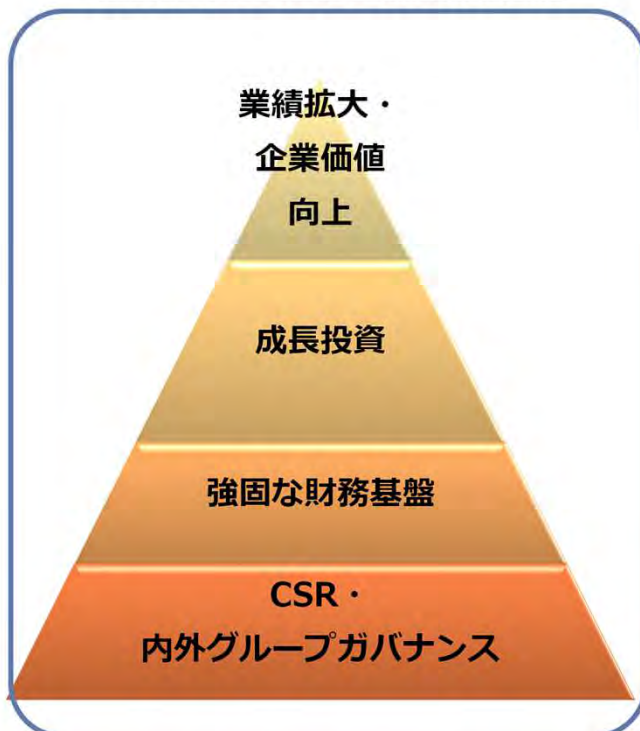 業績拡大・
企業価値
向上
成長投資
強固な財務基盤
CSR・
内外グループガバナンス